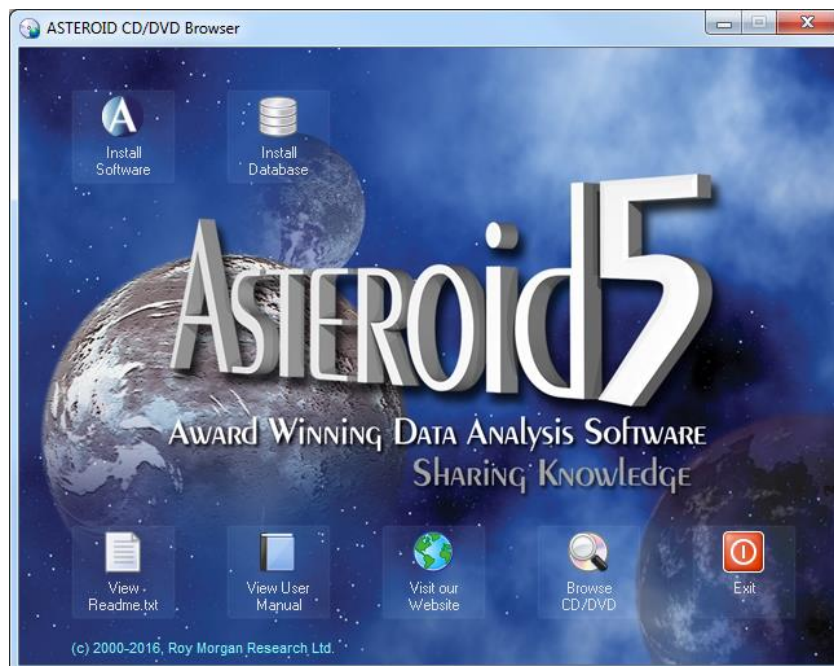 ASTEROID CD/DVD Browser
Install
Software
Install
Database
ASTEROID5
AWARD WINNING DATA ANALYSIS SOFTWARE
SHARING KNOWLEDGE
View
Readme.txt
View User
Manual
Visit our
Website
Browse
CD/DVD
Exit
(c) 2000-2016, Roy Morgan Research Ltd.